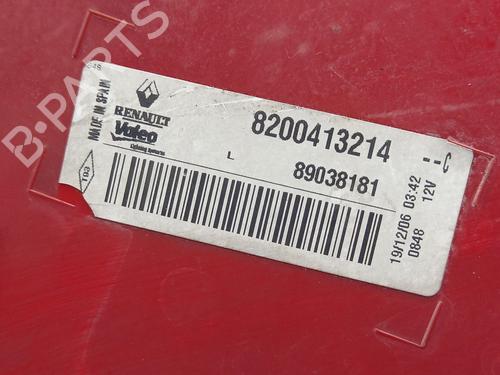 B-PARTS
MADE IN SPAIN
RENAULT
Valeo
Lighting Systems
8200413214
L
89038181
19/12/06 03:42
12V
0848